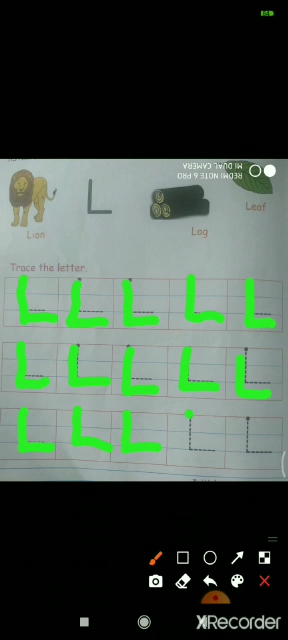 MI DUAL CAMERA
REDMI NOTE 6 PRO
L
Lion
Log
Leaf
Trace the letter.
L L L L L
L L L L L
L L L L L
XRecorder